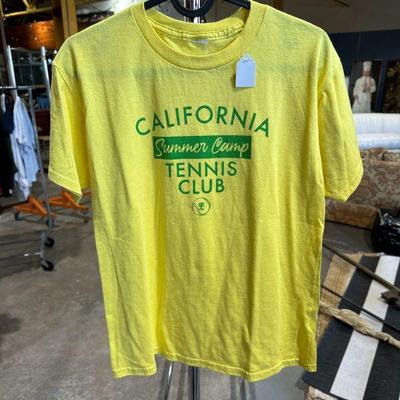 CALIFORNIA
Summer Camp
TENNIS
CLUB